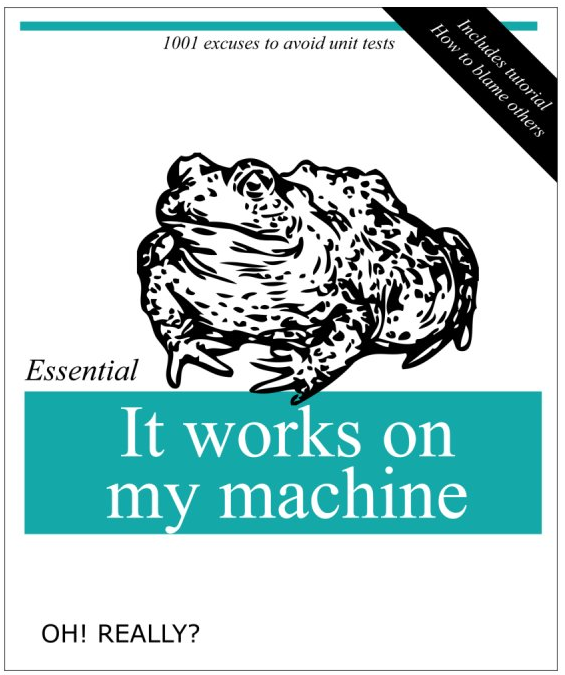 1001 excuses to avoid unit tests
Includes tutorial
How to blame others
Essential
It works on
my machine
OH! REALLY?